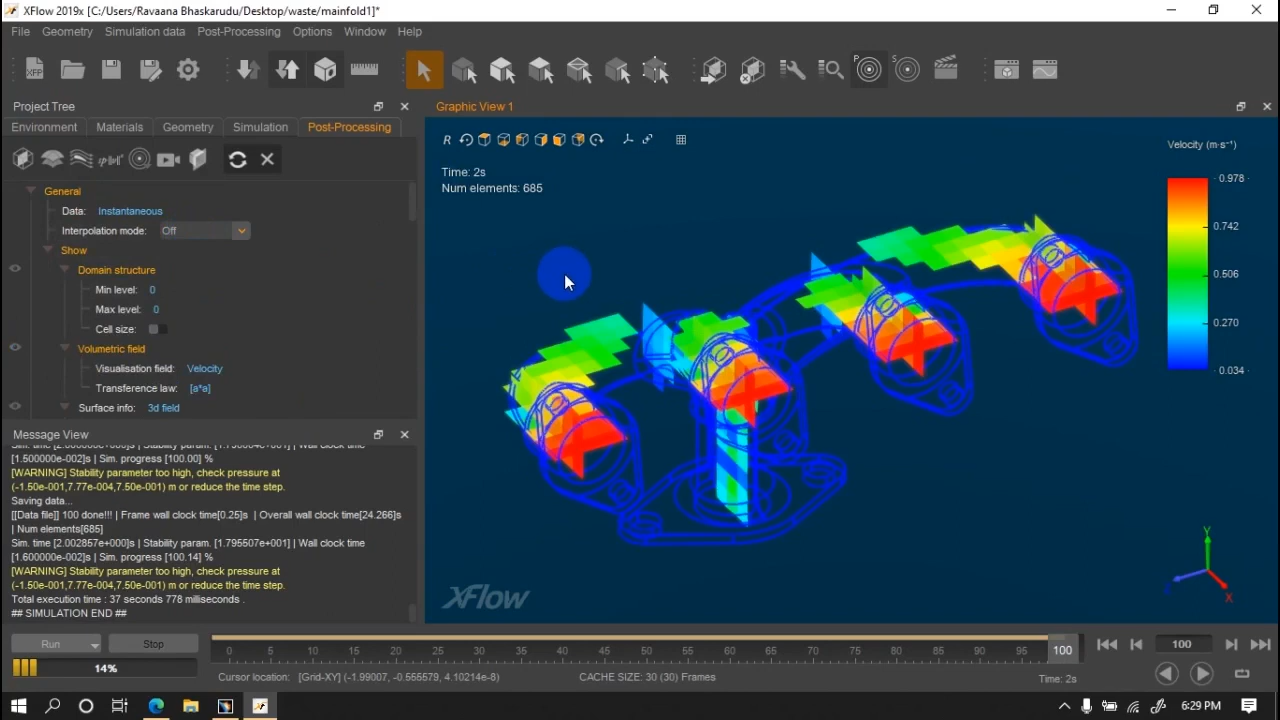 XFlow 2019x [C:/Users/Ravaana Bhaskarudu/Desktop/waste/mainfold1]*
File Geometry Simulation data Post-Processing Options Window Help
Project Tree
Graphic View 1
Environment Materials Geometry Simulation Post-Processing
R
General
Data: Instantaneous
Interpolation mode: Off
Show
Domain structure
Min level: 0
Max level: 0
Cell size:
Volumetric field
Visualisation field: Velocity
Transference law: [a*a]
Surface info: 3d field
Time: 2s
Num elements: 685
Velocity (m·s⁻¹)
0.978
0.742
0.506
0.270
0.034
Y
X
XFlow
Message View
[1.500000e-002]s | Sim. progress [100.00] %
[WARNING] Stability parameter too high, check pressure at
(-1.50e-001,7.77e-004,7.50e-001) m or reduce the time step.
Saving data...
[[Data file]] 100 done!!! | Frame wall clock time[0.25]s | Overall wall clock time[24.266]s
| Num elements[685]
Sim. time [2.002857e+000]s | Stability param. [1.795507e+001] | Wall clock time
[1.600000e-002]s | Sim. progress [100.14] %
[WARNING] Stability parameter too high, check pressure at
(-1.50e-001,7.77e-004,7.50e-001) m or reduce the time step.
Total execution time : 37 seconds 778 milliseconds .
## SIMULATION END ##
Run Stop
14%
0 5 10 15 20 25 30 35 40 45 50 55 60 65 70 75 80 85 90 95 100
100
Cursor location: [Grid-XY] (-1.99007, -0.555579, 4.10214e-8)
CACHE SIZE: 30 (30) Frames
Time: 2s
6:29 PM